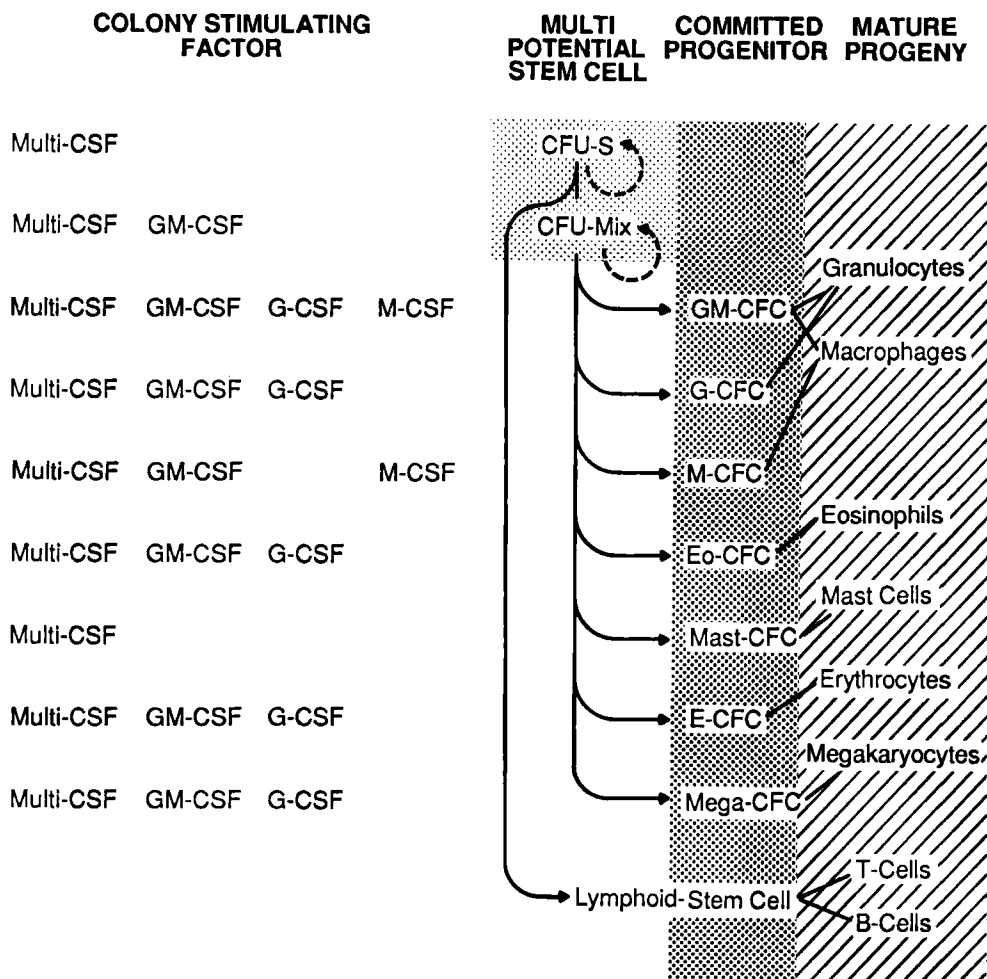 COLONY STIMULATING FACTOR
MULTI POTENTIAL STEM CELL
COMMITTED PROGENITOR
MATURE PROGENY
Multi-CSF
CFU-S
Multi-CSF GM-CSF
CFU-Mix
Granulocytes
Multi-CSF GM-CSF G-CSF M-CSF
GM-CFC
Macrophages
Multi-CSF GM-CSF G-CSF
G-CFC
Multi-CSF GM-CSF M-CSF
M-CFC
Eosinophils
Multi-CSF GM-CSF G-CSF
Eo-CFC
Mast Cells
Multi-CSF
Mast-CFC
Erythrocytes
Multi-CSF GM-CSF G-CSF
E-CFC
Megakaryocytes
Multi-CSF GM-CSF G-CSF
Mega-CFC
T-Cells
Lymphoid-Stem Cell
B-Cells